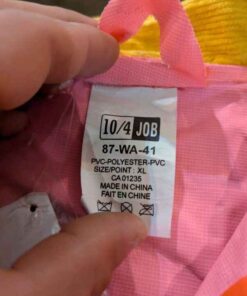 10/4 JOB
87-WA-41
PVC-POLYESTER-PVC
SIZE/POINT: XL
CA 01235
MADE IN CHINA
FAIT EN CHINE